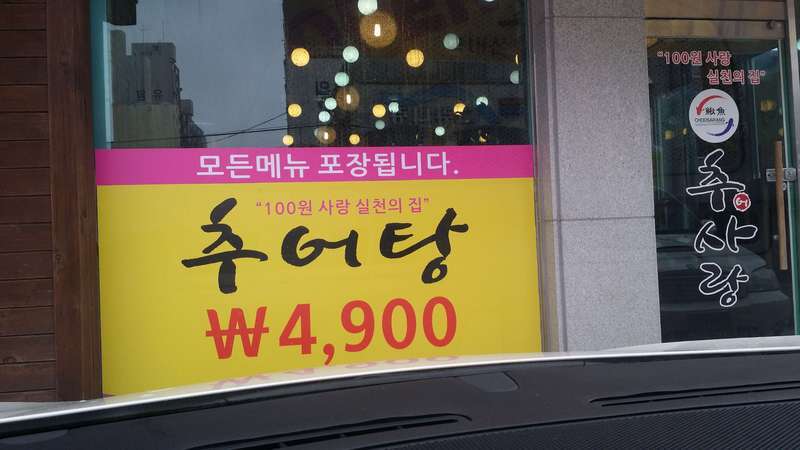 모든메뉴 포장됩니다.
"100원 사랑 실천의 집"
추어탕
₩4,900
"100원 사랑
실천의 집"
鰍魚
추어사랑